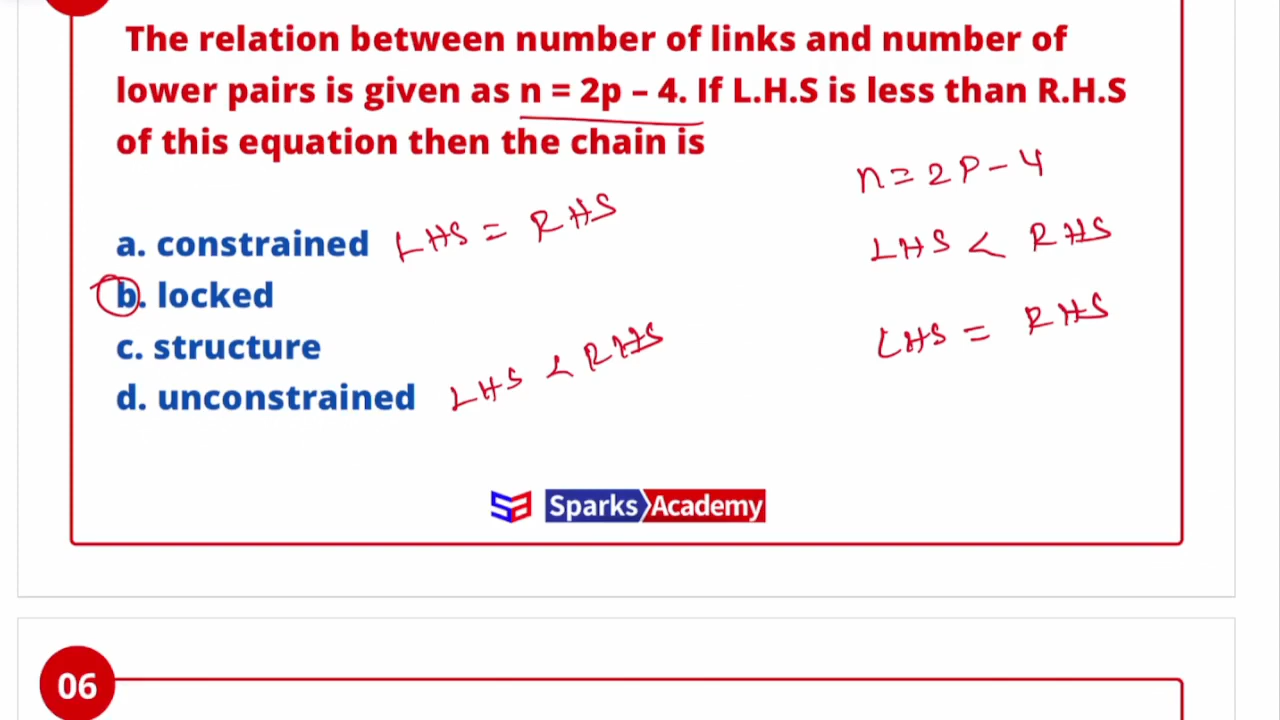 The relation between number of links and number of
lower pairs is given as n = 2p – 4. If L.H.S is less than R.H.S
of this equation then the chain is
n = 2P - 4
a. constrained LHS = RHS
LHS < RHS
b. locked
LHS = RHS
c. structure
d. unconstrained LHS < RHS
Sparks Academy
06